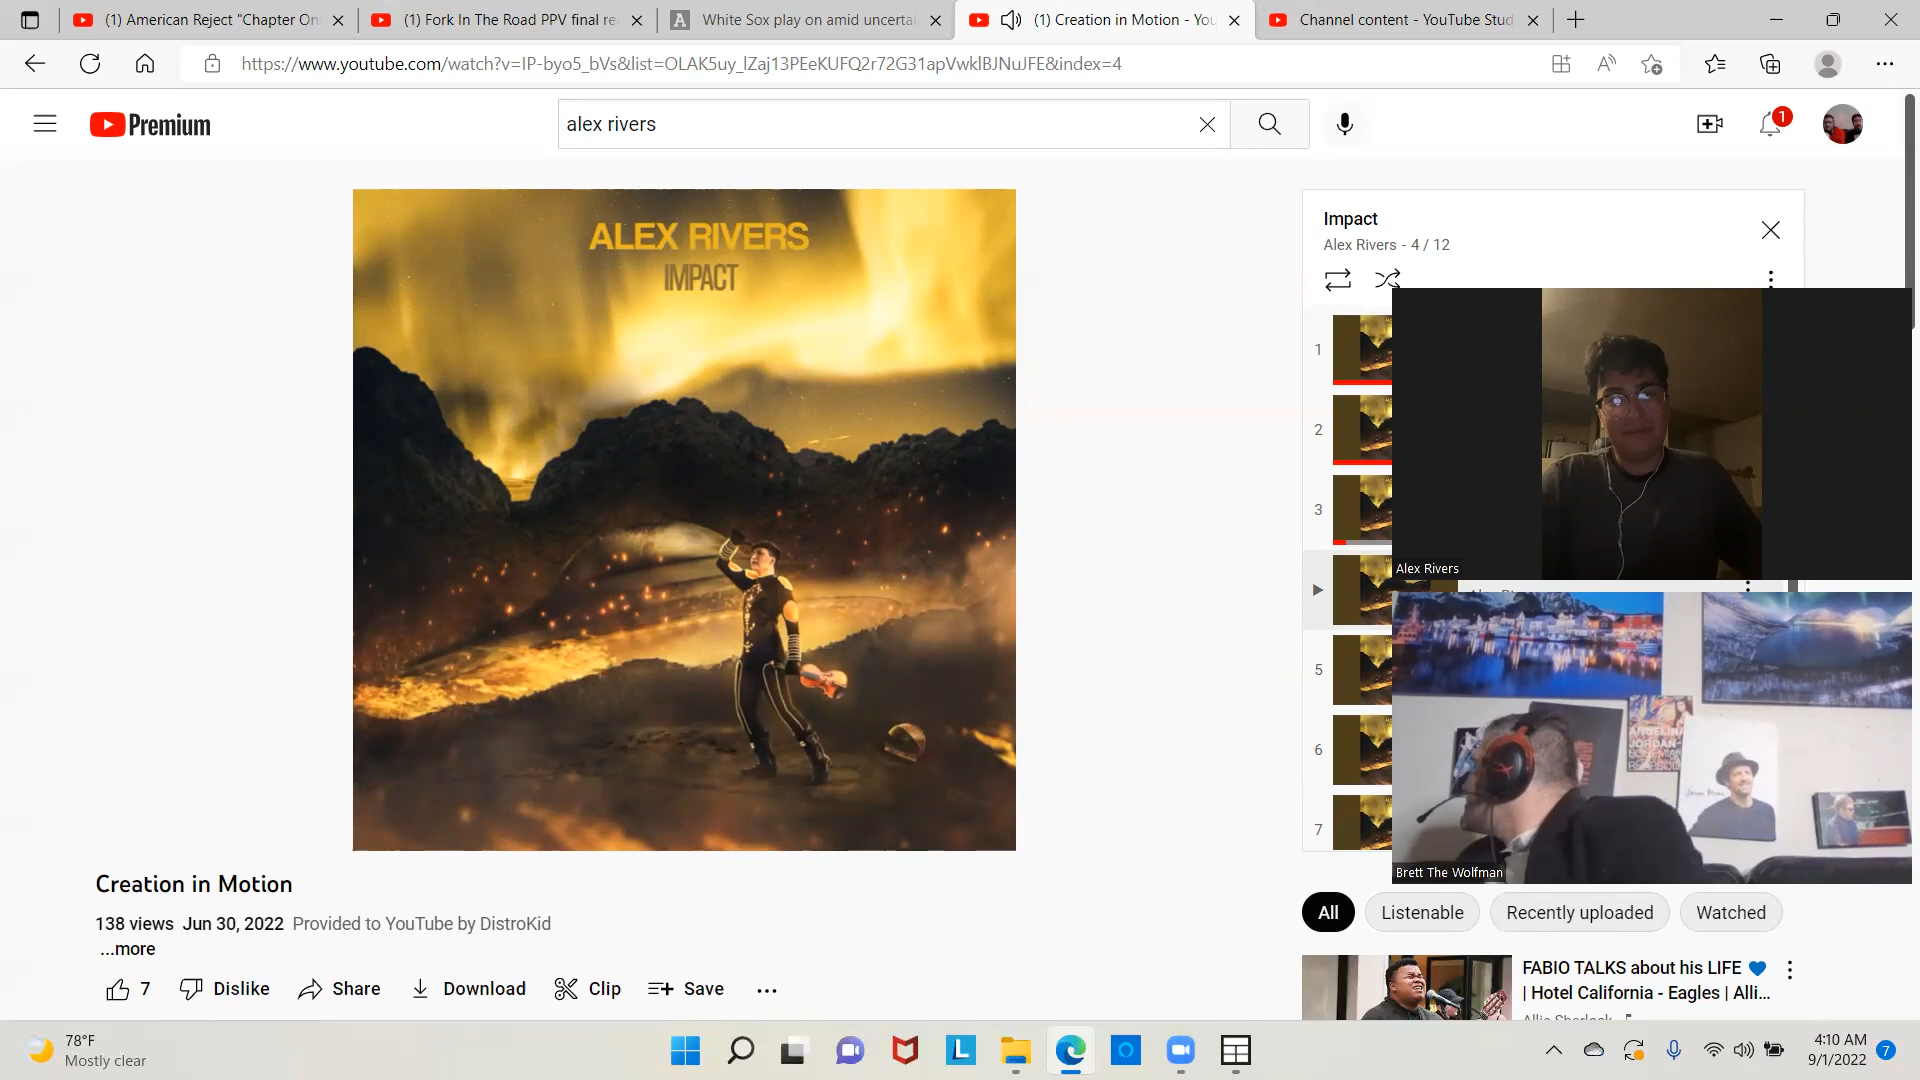 (1) American Reject "Chapter On
(1) Fork In The Road PPV final re
White Sox play on amid uncertai
(1) Creation in Motion - You
Channel content - YouTube Stud
https://www.youtube.com/watch?v=IP-byo5_bVs&list=OLAK5uy_lZaj13PEeKUFQ2r72G31apVwklBJNuJFE&index=4
Premium
alex rivers
1
ALEX RIVERS
IMPACT
Impact
Alex Rivers - 4 / 12
1
2
3
5
6
7
Alex Rivers
ANGELINA
JORDAN
BOHEMIAN
RHAPSODY
Brett The Wolfman
Creation in Motion
138 views Jun 30, 2022 Provided to YouTube by DistroKid
...more
7 Dislike Share Download Clip Save
All Listenable Recently uploaded Watched
FABIO TALKS about his LIFE 💙
| Hotel California - Eagles | Alli...
78°F
Mostly clear
4:10 AM
9/1/2022
7